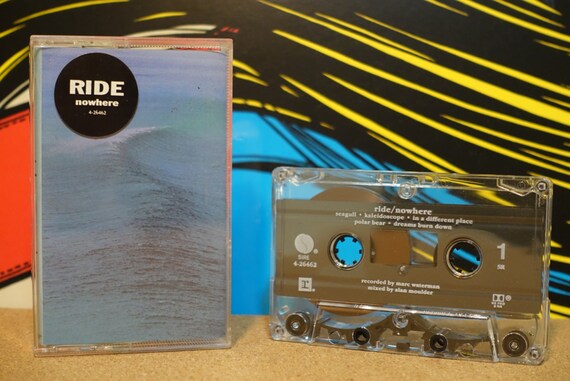 RIDE
nowhere
4-26462
ride/nowhere
seagull • kaleidoscope • in a different place
polar bear • dreams burn down
SIRE
4-26462
1
recorded by marc waterman
mixed by alan moulder